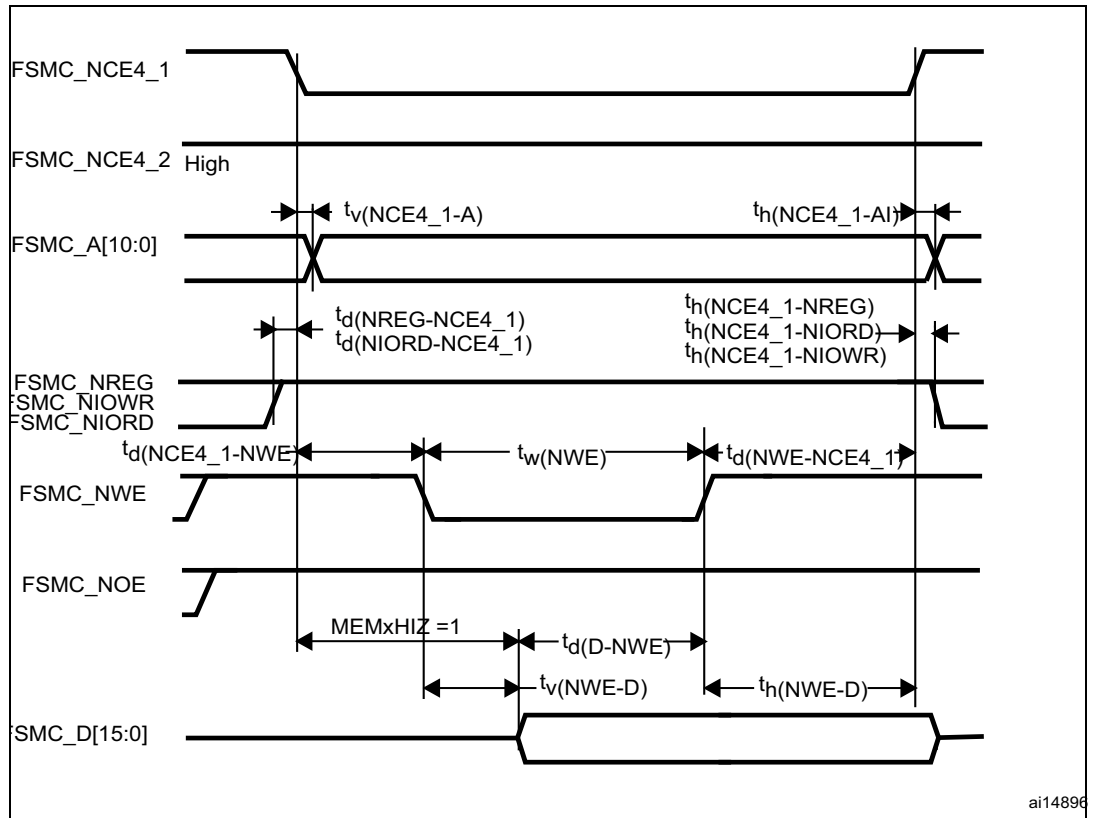 FSMC_NCE4_1
FSMC_NCE4_2 High
tv(NCE4_1-A)
th(NCE4_1-AI)
FSMC_A[10:0]
td(NREG-NCE4_1)
td(NIORD-NCE4_1)
th(NCE4_1-NREG)
th(NCE4_1-NIORD)
th(NCE4_1-NIOWR)
FSMC_NREG
FSMC_NIOWR
FSMC_NIORD
td(NCE4_1-NWE)
tw(NWE)
td(NWE-NCE4_1)
FSMC_NWE
FSMC_NOE
MEMxHIZ =1
td(D-NWE)
tv(NWE-D)
th(NWE-D)
FSMC_D[15:0]
ai14896